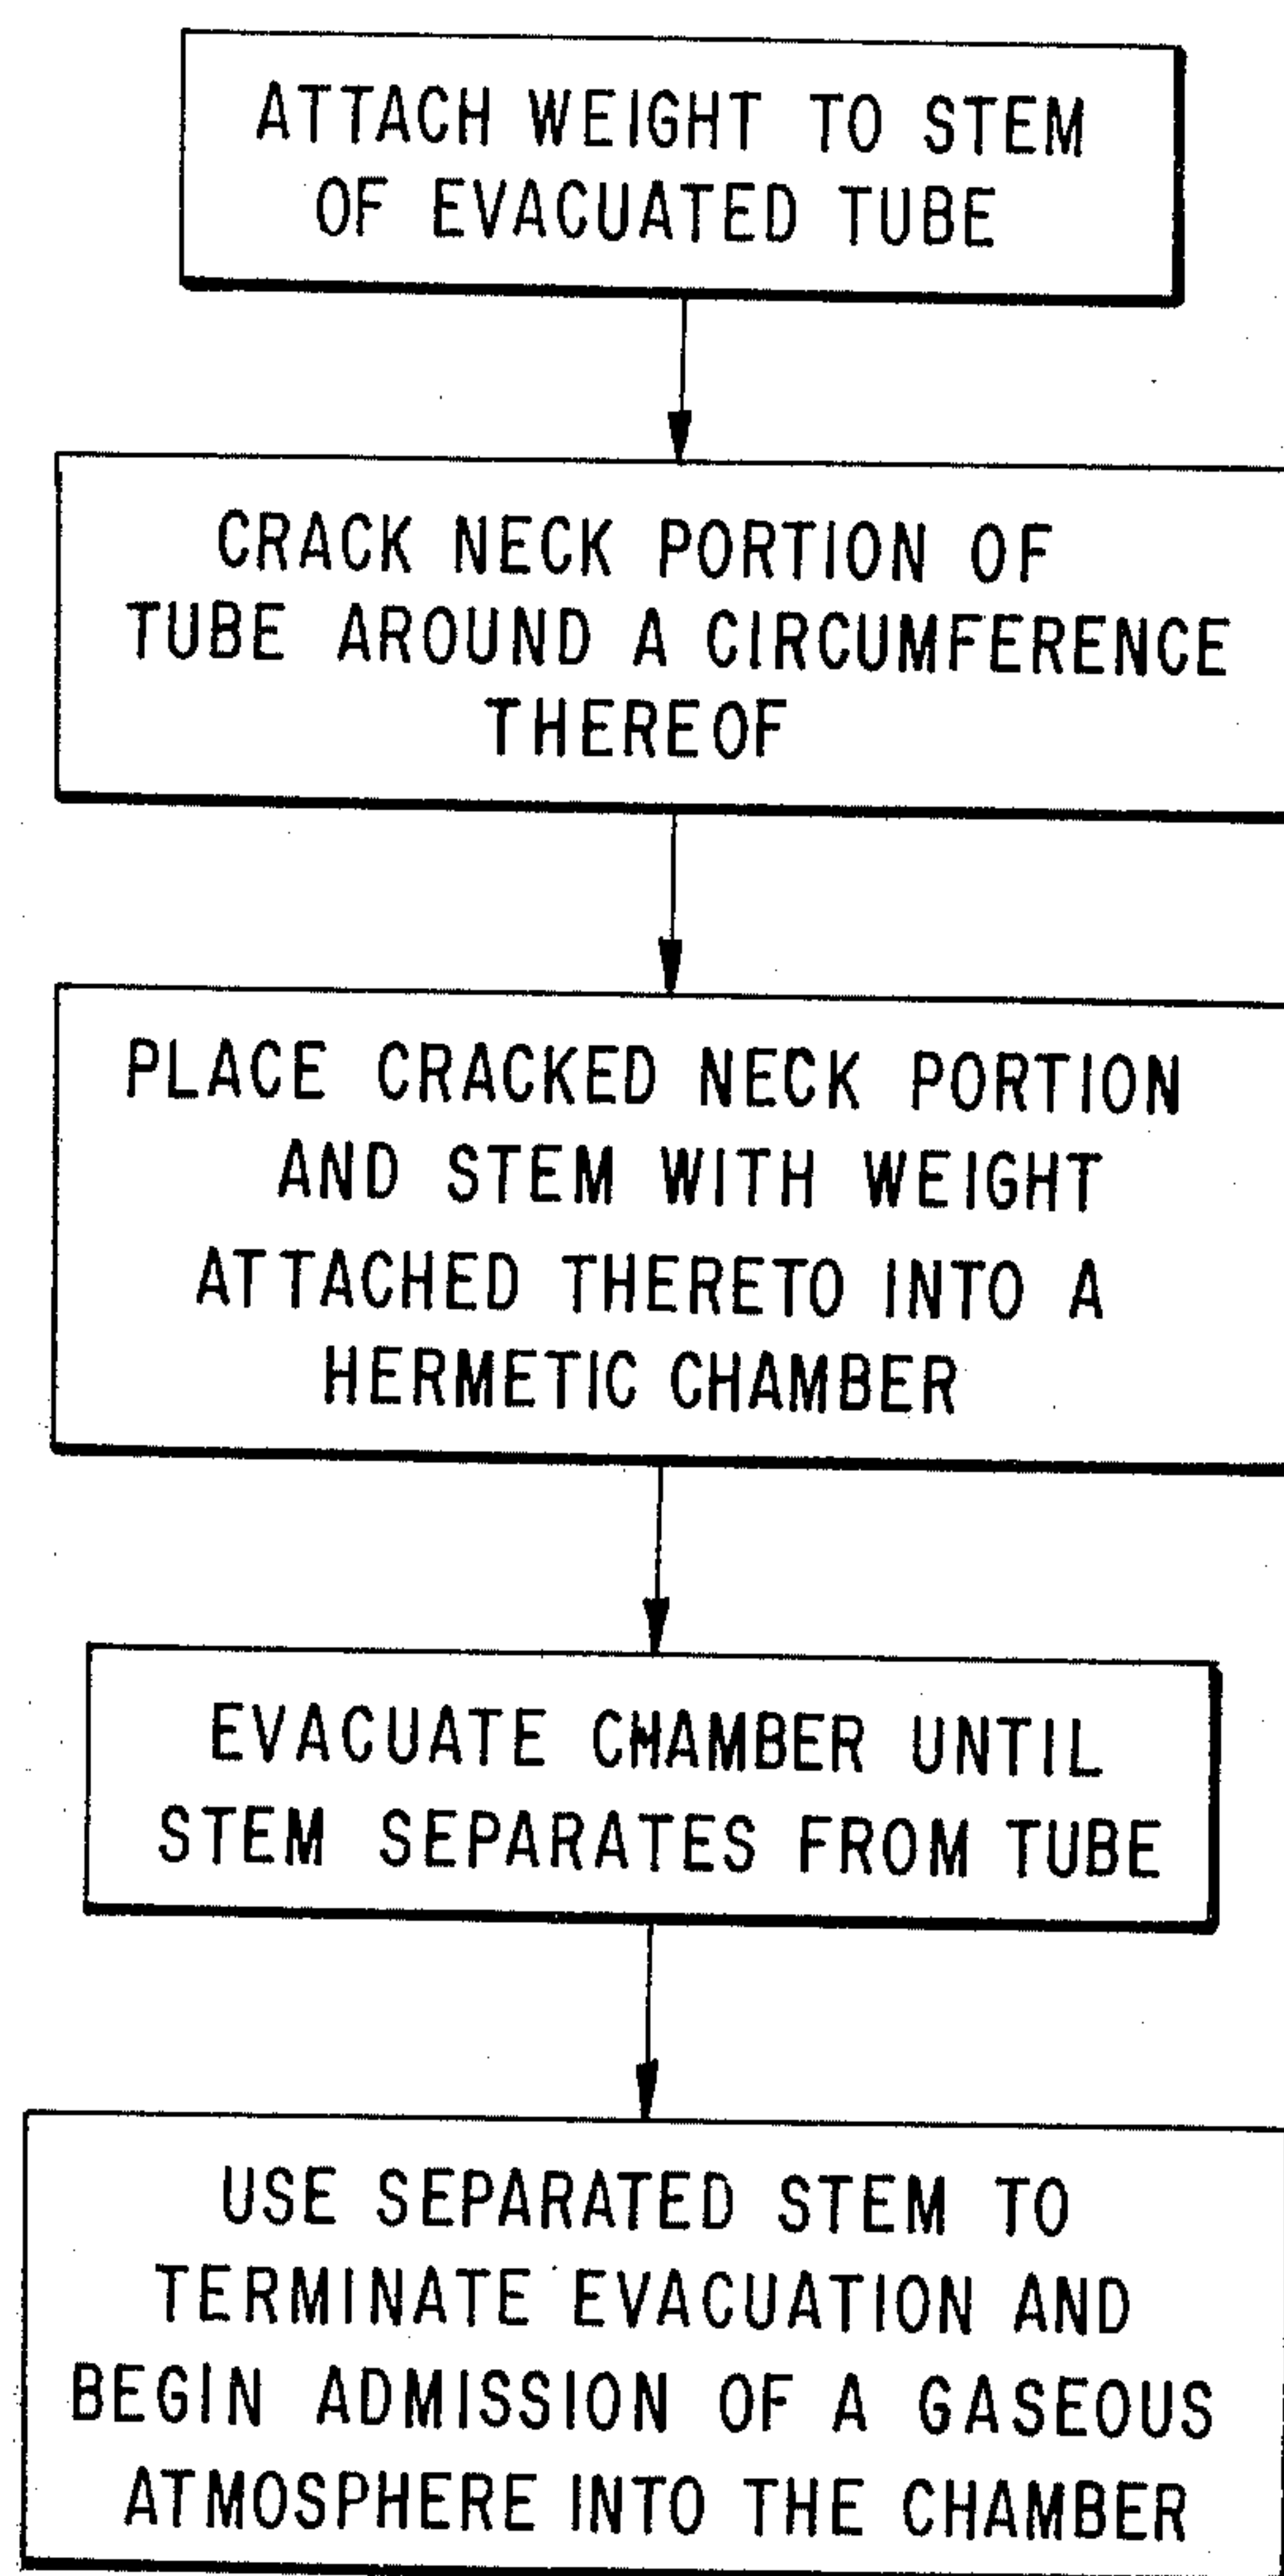 ATTACH WEIGHT TO STEM
OF EVACUATED TUBE
CRACK NECK PORTION OF
TUBE AROUND A CIRCUMFERENCE
THEREOF
PLACE CRACKED NECK PORTION
AND STEM WITH WEIGHT
ATTACHED THERETO INTO A
HERMETIC CHAMBER
EVACUATE CHAMBER UNTIL
STEM SEPARATES FROM TUBE
USE SEPARATED STEM TO
TERMINATE EVACUATION AND
BEGIN ADMISSION OF A GASEOUS
ATMOSPHERE INTO THE CHAMBER